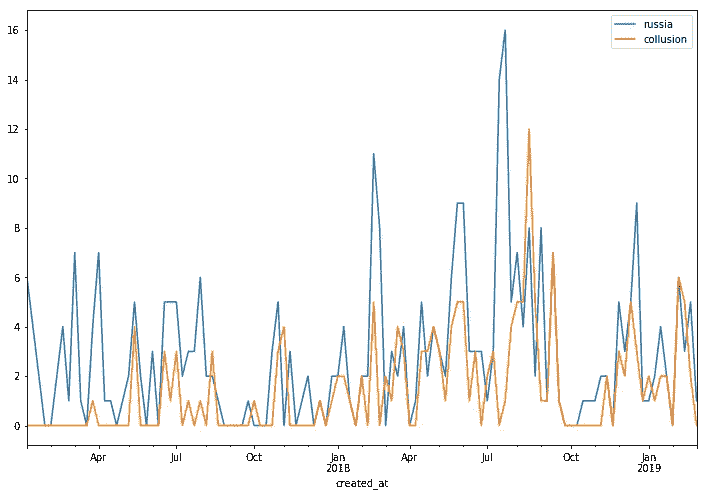 16
14
12
10
8
6
4
2
0
russia
collusion
Apr
Jul
Oct
Jan
2018
Apr
Jul
Oct
Jan
2019
created_at